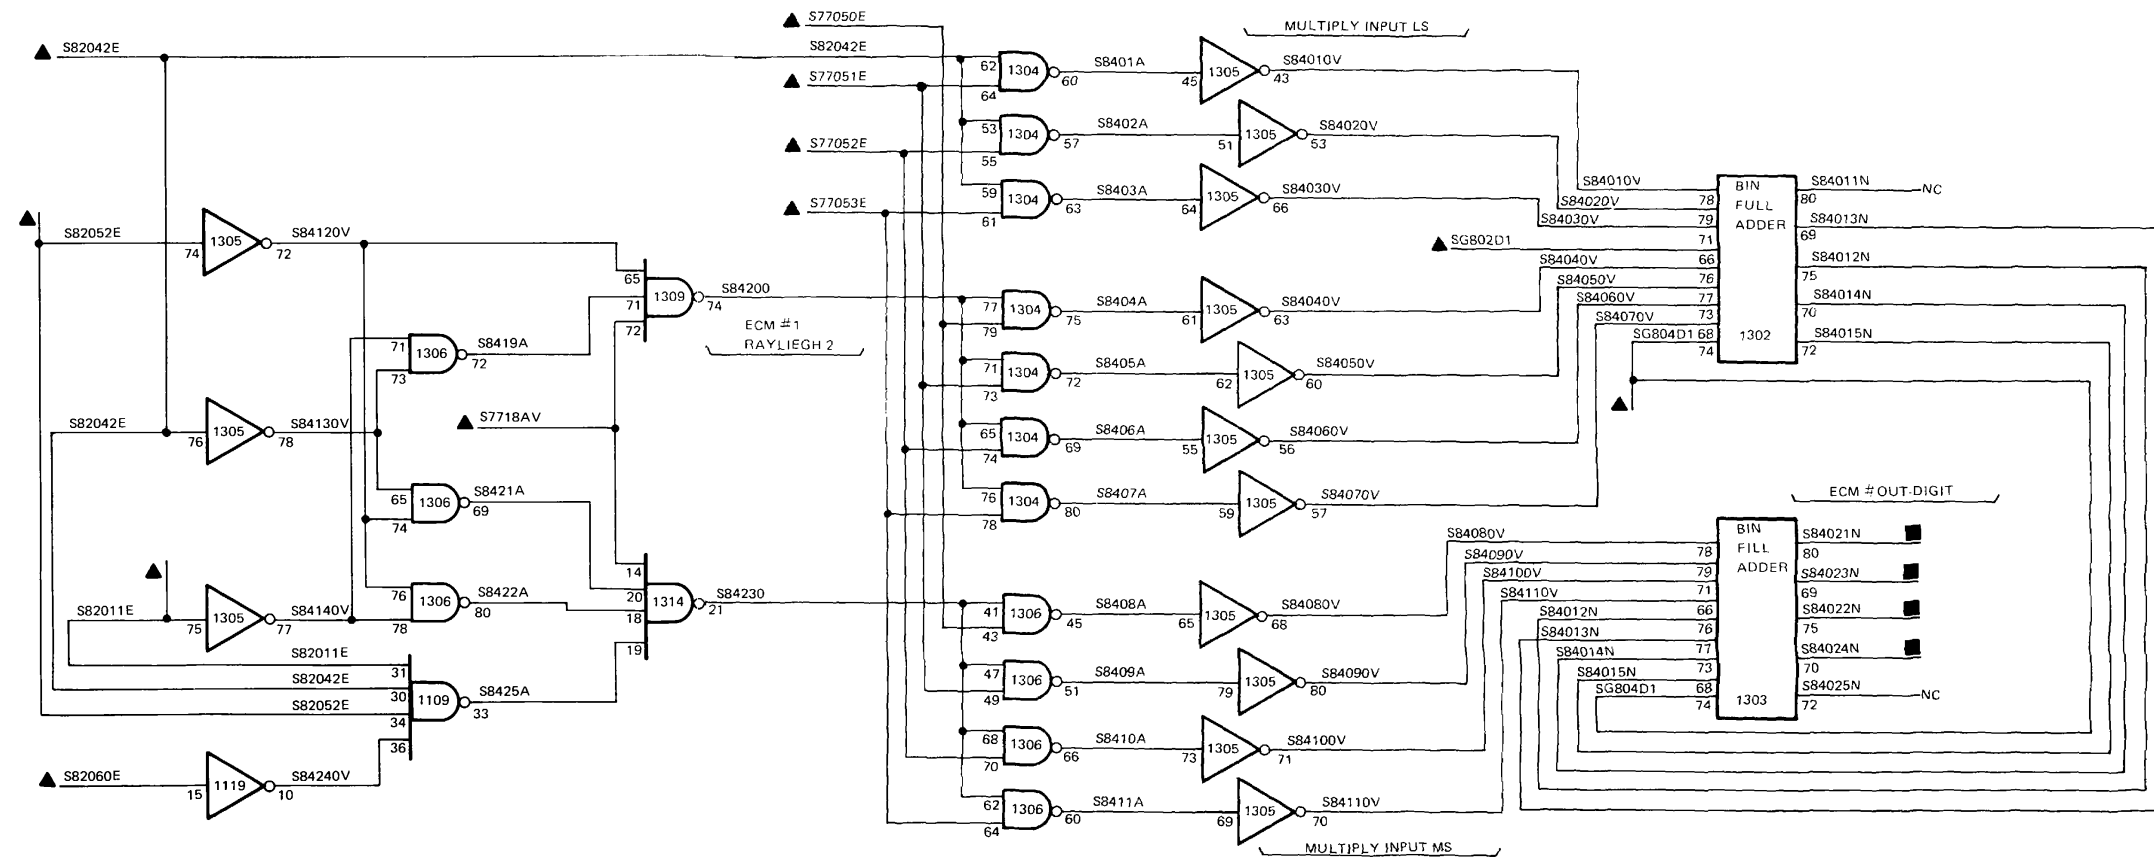 S77050E
MULTIPLY INPUT LS
S82042E
S82042E
S77051E
62
64
1304
60
S8401A
45
1305
43
S84010V
S77052E
53
55
1304
57
S8402A
51
1305
53
S84020V
S77053E
59
61
1304
63
S8403A
64
1305
66
S84030V
S82052E
74
1305
72
S84120V
65
71
72
1309
74
S84200
ECM #1
RAYLIEGH 2
77
79
1304
75
S8404A
61
1305
63
S84040V
71
73
1304
72
S8405A
62
1305
60
S84050V
65
74
1304
69
S8406A
55
1305
56
S84060V
76
78
1304
80
S8407A
59
1305
57
S84070V
71
73
1306
72
S8419A
S7718AV
S82042E
76
1305
78
S84130V
65
74
1306
69
S8421A
76
78
1306
80
S8422A
S82011E
75
1305
77
S84140V
14
20
18
19
1314
21
S84230
S82011E
31
S82042E
30
S82052E
34
36
1109
33
S8425A
S82060E
15
1119
10
S84240V
41
43
1306
45
S8408A
65
1305
68
S84080V
47
49
1306
51
S8409A
79
1305
80
S84090V
68
70
1306
66
S8410A
73
1305
71
S84100V
62
64
1306
60
S8411A
69
1305
70
S84110V
MULTIPLY INPUT MS
S84010V
78
S84020V
79
S84030V
71
SG802D1
66
S84040V
76
S84050V
77
S84060V
73
S84070V
68
SG804D1
74
BIN
FULL
ADDER
1302
S84011N
NC
80
S84013N
69
S84012N
75
S84014N
70
S84015N
72
ECM # OUT-DIGIT
S84080V
78
S84090V
79
S84100V
71
S84110V
66
S84012N
76
S84013N
77
S84014N
73
S84015N
68
SG804D1
74
BIN
FILL
ADDER
1303
S84021N
80
S84023N
69
S84022N
75
S84024N
70
S84025N
NC
72